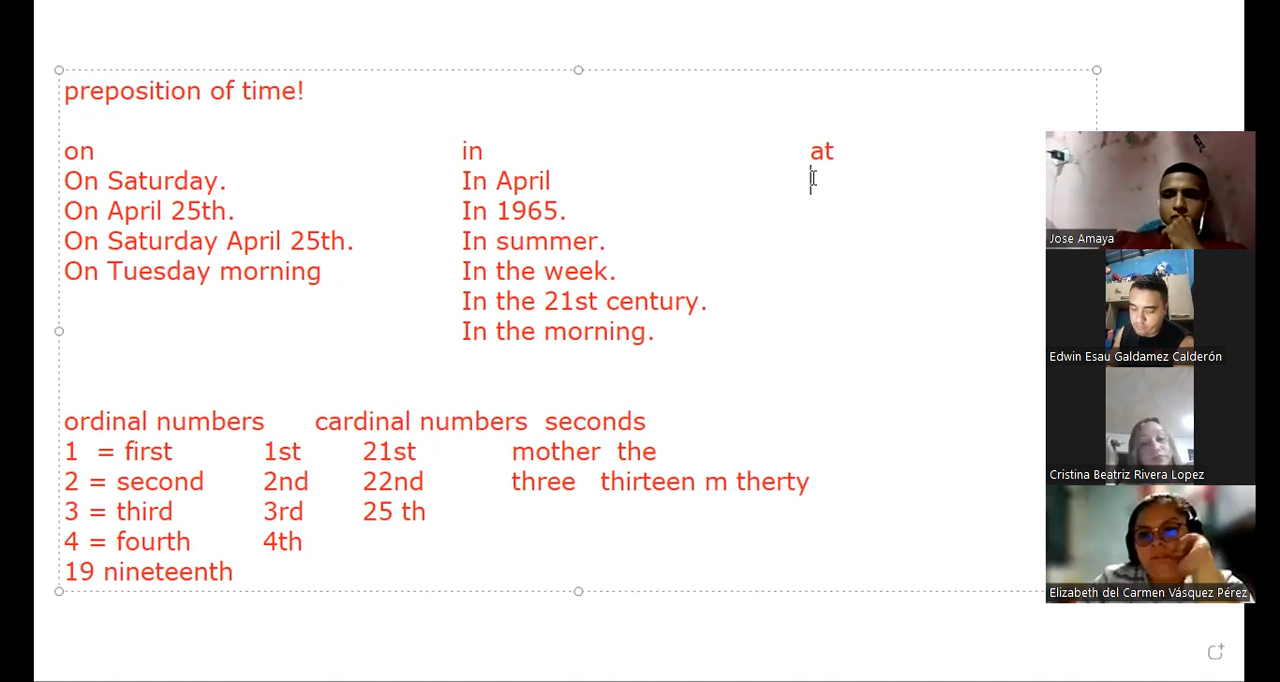 preposition of time!
on in at
On Saturday. In April
On April 25th. In 1965.
On Saturday April 25th. In summer.
On Tuesday morning In the week.
In the 21st century.
In the morning.
ordinal numbers cardinal numbers seconds
1 = first 1st 21st mother the
2 = second 2nd 22nd three thirteen m therty
3 = third 3rd 25 th
4 = fourth 4th
19 nineteenth
Jose Amaya
Edwin Esau Galdamez Calderón
Cristina Beatriz Rivera Lopez
Elizabeth del Carmen Vásquez Pérez